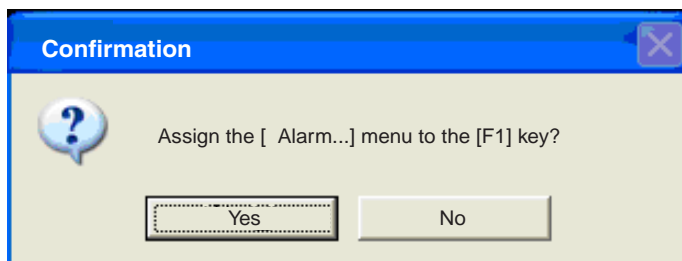 Confirmation
Assign the [ Alarm...] menu to the [F1] key?
Yes
No